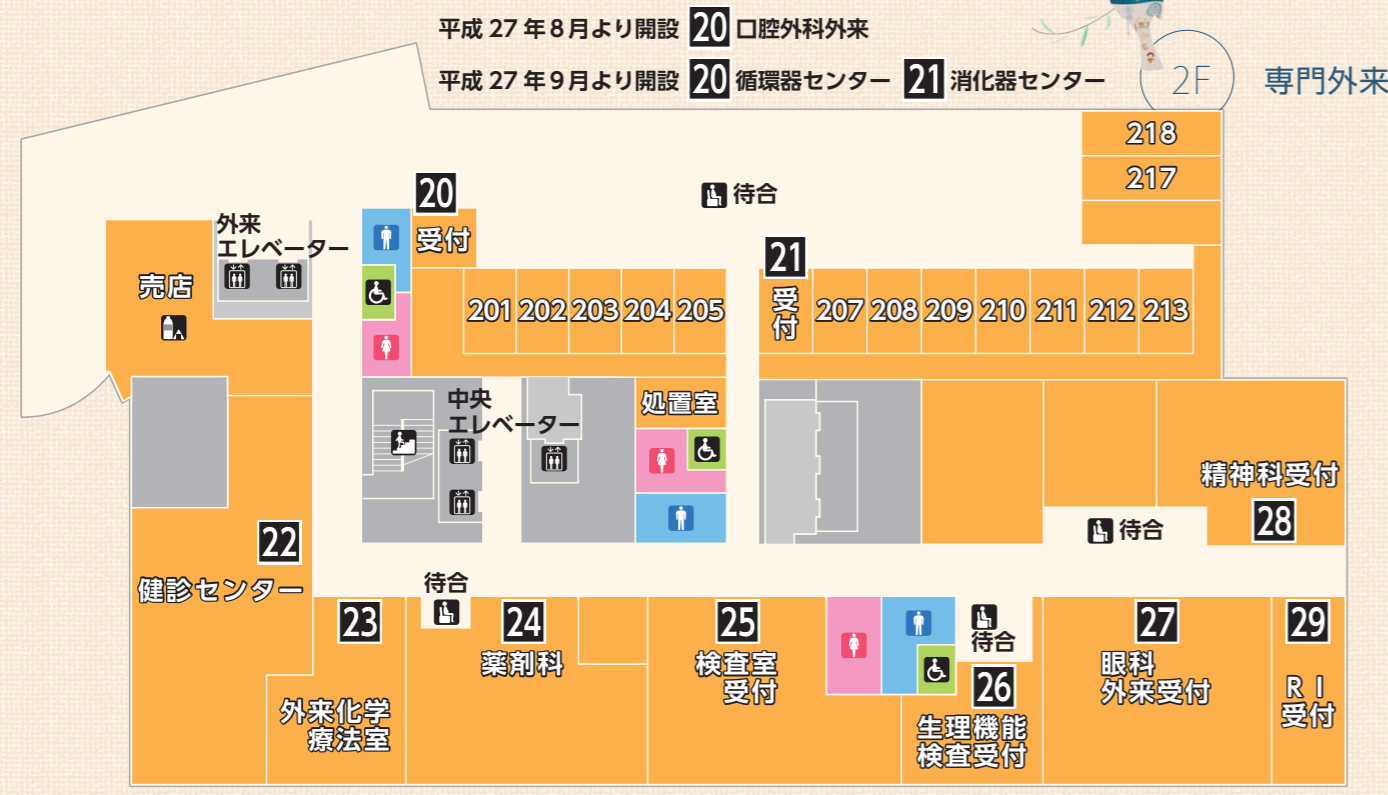 平成27年8月より開設 20 口腔外科外来
平成27年9月より開設 20 循環器センター 21 消化器センター
2F 専門外来
218
217
待合
20
受付
外来
エレベーター
売店
21
受付
201 202 203 204 205
207 208 209 210 211 212 213
中央
エレベーター
処置室
精神科受付
28
待合
22
健診センター
待合
23
外来化学
療法室
24
薬剤科
25
検査室
受付
待合
26
生理機能
検査受付
27
眼科
外来受付
29
RI
受付